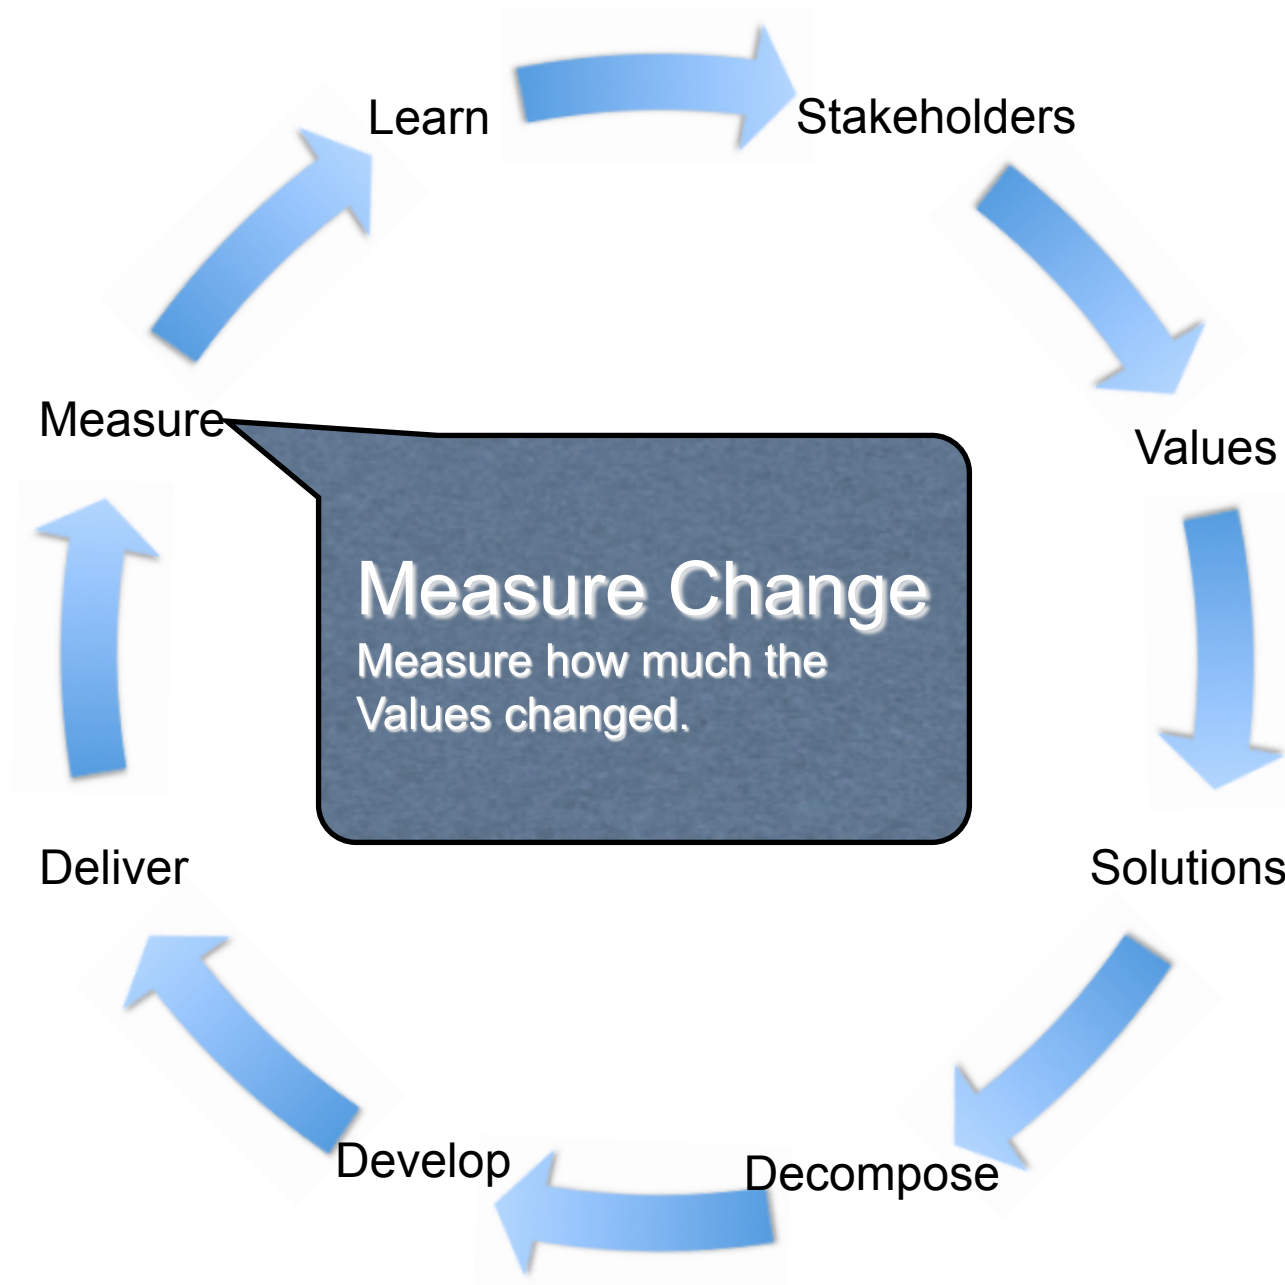 Learn
Stakeholders
Measure
Values
Measure Change
Measure how much the
Values changed.
Deliver
Solutions
Develop
Decompose